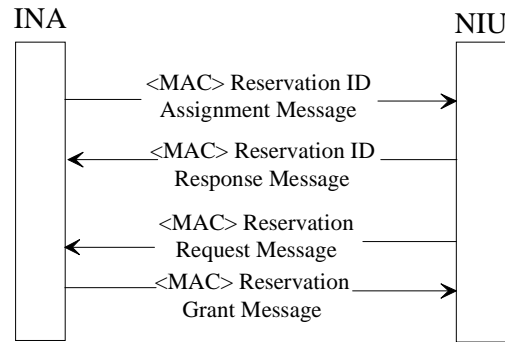 INA
NIU
<MAC> Reservation ID
Assignment Message
<MAC> Reservation ID
Response Message
<MAC> Reservation
Request Message
<MAC> Reservation
Grant Message